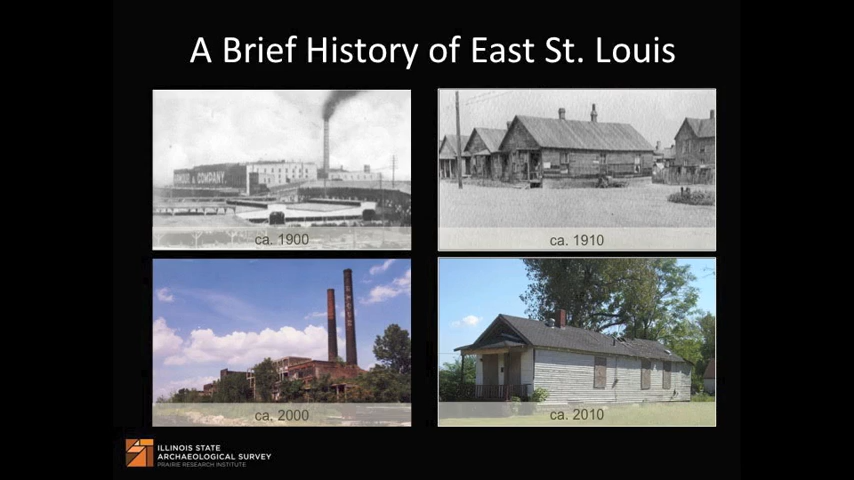 A Brief History of East St. Louis
& COMPANY
ca. 1900
ca. 1910
ca. 2000
ca. 2010
ILLINOIS STATE
ARCHAEOLOGICAL SURVEY
PRAIRIE RESEARCH INSTITUTE